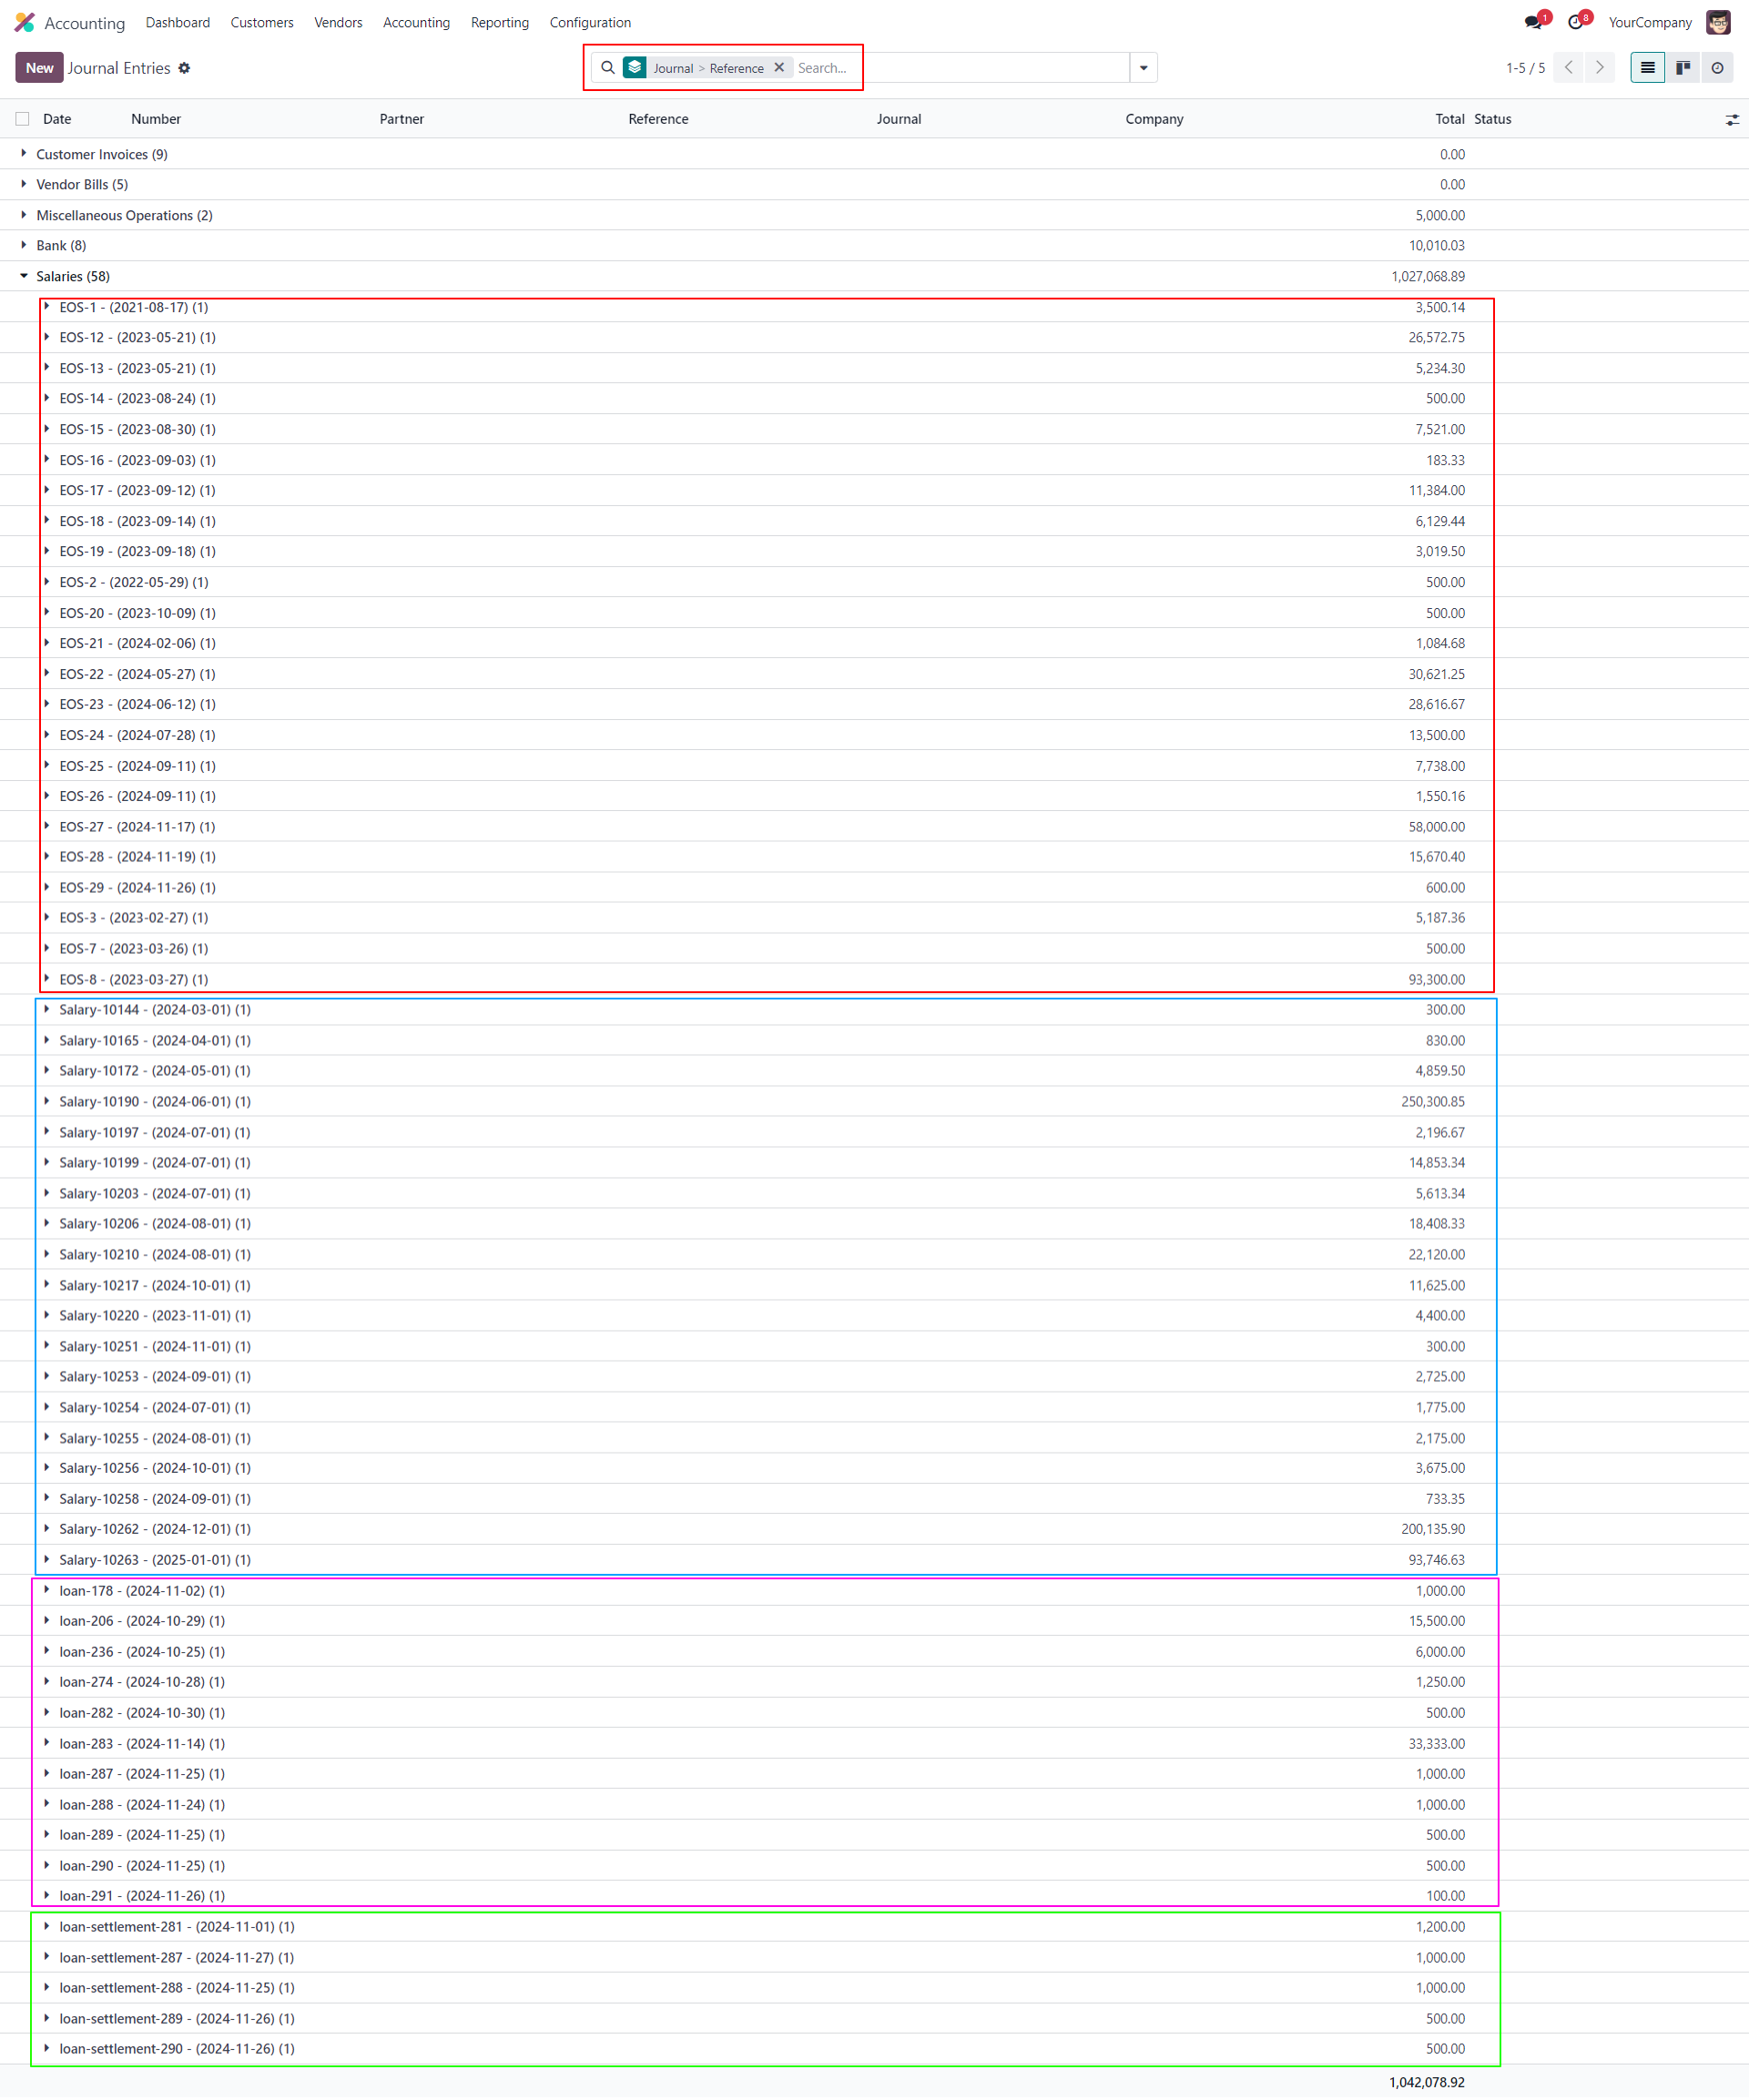 Accounting Dashboard Customers Vendors Accounting Reporting Configuration 1 8 YourCompany
New Journal Entries Journal > Reference Search... 1-5 / 5
Date Number Partner Reference Journal Company Total Status
Customer Invoices (9) 0.00
Vendor Bills (5) 0.00
Miscellaneous Operations (2) 5,000.00
Bank (8) 10,010.03
Salaries (58) 1,027,068.89
EOS-1 - (2021-08-17) (1) 3,500.14
EOS-12 - (2023-05-21) (1) 26,572.75
EOS-13 - (2023-05-21) (1) 5,234.30
EOS-14 - (2023-08-24) (1) 500.00
EOS-15 - (2023-08-30) (1) 7,521.00
EOS-16 - (2023-09-03) (1) 183.33
EOS-17 - (2023-09-12) (1) 11,384.00
EOS-18 - (2023-09-14) (1) 6,129.44
EOS-19 - (2023-09-18) (1) 3,019.50
EOS-2 - (2022-05-29) (1) 500.00
EOS-20 - (2023-10-09) (1) 500.00
EOS-21 - (2024-02-06) (1) 1,084.68
EOS-22 - (2024-05-27) (1) 30,621.25
EOS-23 - (2024-06-12) (1) 28,616.67
EOS-24 - (2024-07-28) (1) 13,500.00
EOS-25 - (2024-09-11) (1) 7,738.00
EOS-26 - (2024-09-11) (1) 1,550.16
EOS-27 - (2024-11-17) (1) 58,000.00
EOS-28 - (2024-11-19) (1) 15,670.40
EOS-29 - (2024-11-26) (1) 600.00
EOS-3 - (2023-02-27) (1) 5,187.36
EOS-7 - (2023-03-26) (1) 500.00
EOS-8 - (2023-03-27) (1) 93,300.00
Salary-10144 - (2024-03-01) (1) 300.00
Salary-10165 - (2024-04-01) (1) 830.00
Salary-10172 - (2024-05-01) (1) 4,859.50
Salary-10190 - (2024-06-01) (1) 250,300.85
Salary-10197 - (2024-07-01) (1) 2,196.67
Salary-10199 - (2024-07-01) (1) 14,853.34
Salary-10203 - (2024-07-01) (1) 5,613.34
Salary-10206 - (2024-08-01) (1) 18,408.33
Salary-10210 - (2024-08-01) (1) 22,120.00
Salary-10217 - (2024-10-01) (1) 11,625.00
Salary-10220 - (2023-11-01) (1) 4,400.00
Salary-10251 - (2024-11-01) (1) 300.00
Salary-10253 - (2024-09-01) (1) 2,725.00
Salary-10254 - (2024-07-01) (1) 1,775.00
Salary-10255 - (2024-08-01) (1) 2,175.00
Salary-10256 - (2024-10-01) (1) 3,675.00
Salary-10258 - (2024-09-01) (1) 733.35
Salary-10262 - (2024-12-01) (1) 200,135.90
Salary-10263 - (2025-01-01) (1) 93,746.63
loan-178 - (2024-11-02) (1) 1,000.00
loan-206 - (2024-10-29) (1) 15,500.00
loan-236 - (2024-10-25) (1) 6,000.00
loan-274 - (2024-10-28) (1) 1,250.00
loan-282 - (2024-10-30) (1) 500.00
loan-283 - (2024-11-14) (1) 33,333.00
loan-287 - (2024-11-25) (1) 1,000.00
loan-288 - (2024-11-24) (1) 1,000.00
loan-289 - (2024-11-25) (1) 500.00
loan-290 - (2024-11-25) (1) 500.00
loan-291 - (2024-11-26) (1) 100.00
loan-settlement-281 - (2024-11-01) (1) 1,200.00
loan-settlement-287 - (2024-11-27) (1) 1,000.00
loan-settlement-288 - (2024-11-25) (1) 1,000.00
loan-settlement-289 - (2024-11-26) (1) 500.00
loan-settlement-290 - (2024-11-26) (1) 500.00
1,042,078.92